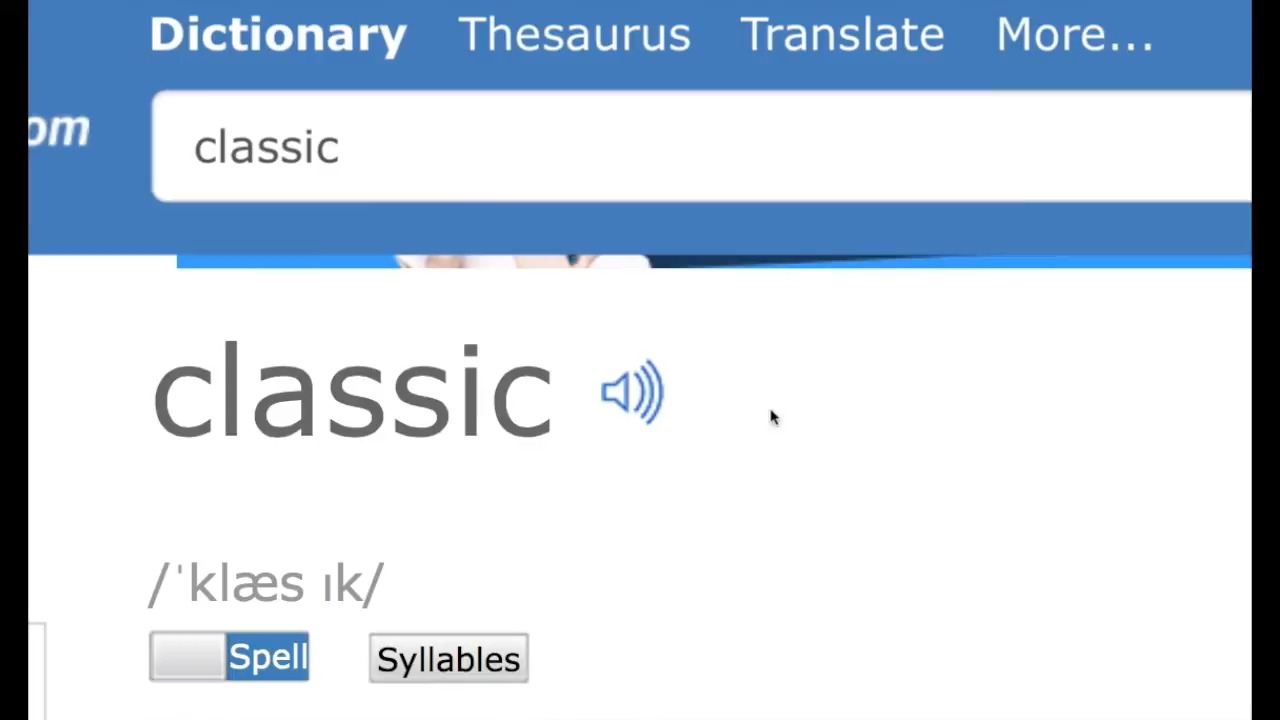 Dictionary Thesaurus Translate More...
om
classic
classic
/ˈklæs ɪk/
Spell Syllables